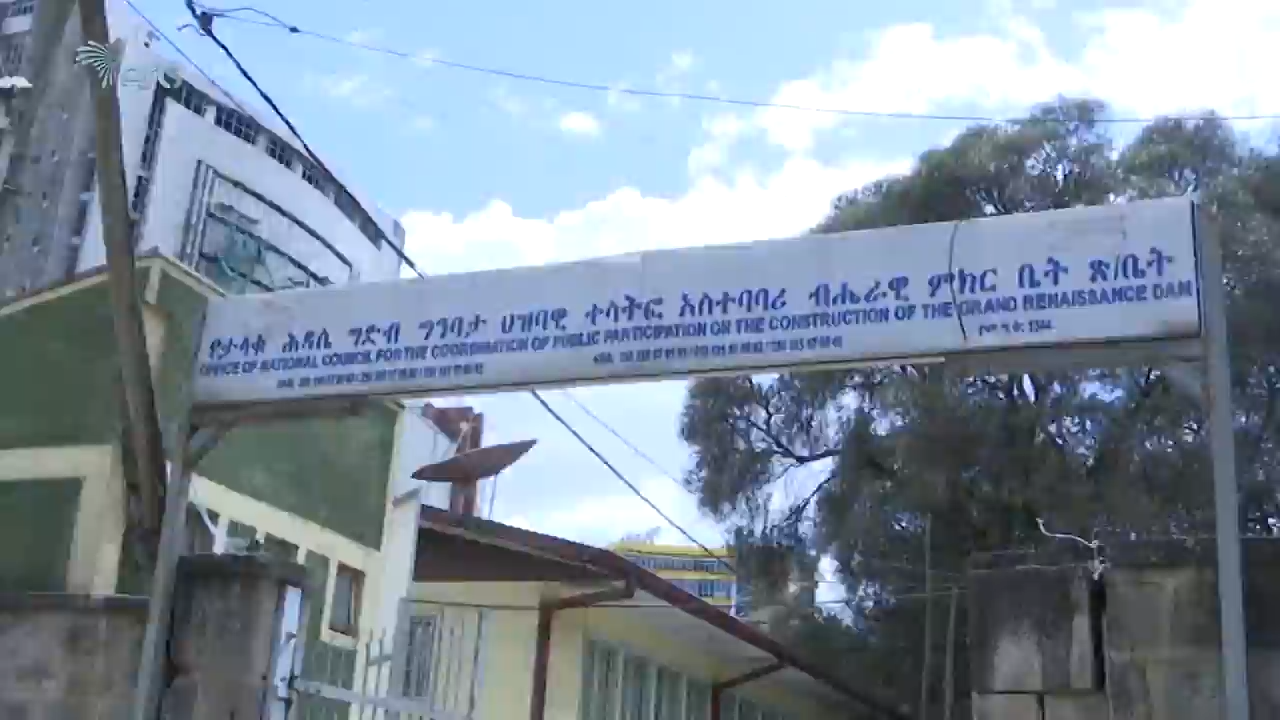 የታላቁ ሕዳሴ ግድብ ግንባታ ህዝባዊ ተሳትፎ አስተባባሪ ብሔራዊ ምክር ቤት ጽ/ቤት
OFFICE OF NATIONAL COUNCIL FOR THE COORDINATION OF PUBLIC PARTICIPATION ON THE CONSTRUCTION OF THE GRAND RENAISSANCE DAM